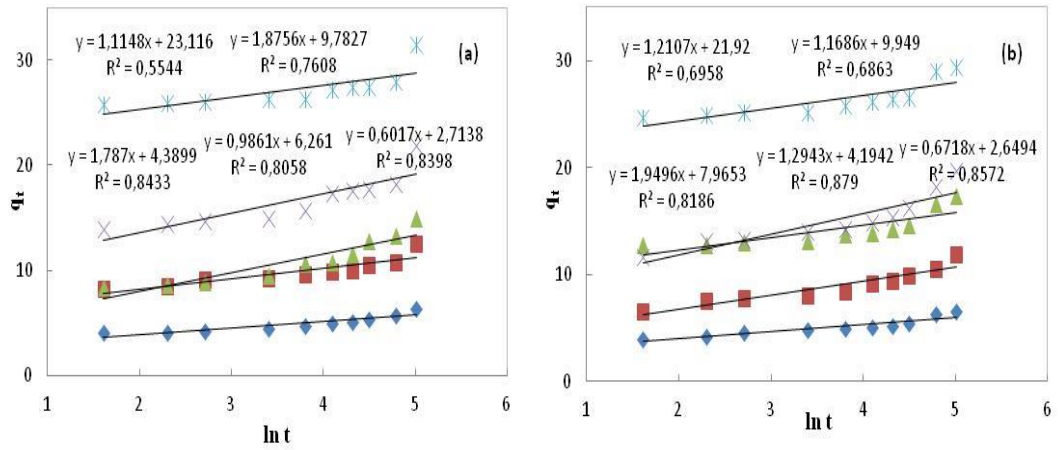 (a)
y = 1,1148x + 23,116
R² = 0,5544
y = 1,8756x + 9,7827
R² = 0,7608
y = 1,787x + 4,3899
R² = 0,8433
y = 0,9861x + 6,261
R² = 0,8058
y = 0,6017x + 2,7138
R² = 0,8398
30
20
10
0
qt
1 2 3 4 5 6
ln t
(b)
y = 1,2107x + 21,92
R² = 0,6958
y = 1,1686x + 9,949
R² = 0,6863
y = 1,9496x + 7,9653
R² = 0,8186
y = 1,2943x + 4,1942
R² = 0,879
y = 0,6718x + 2,6494
R² = 0,8572
30
20
10
0
qt
1 2 3 4 5 6
ln t